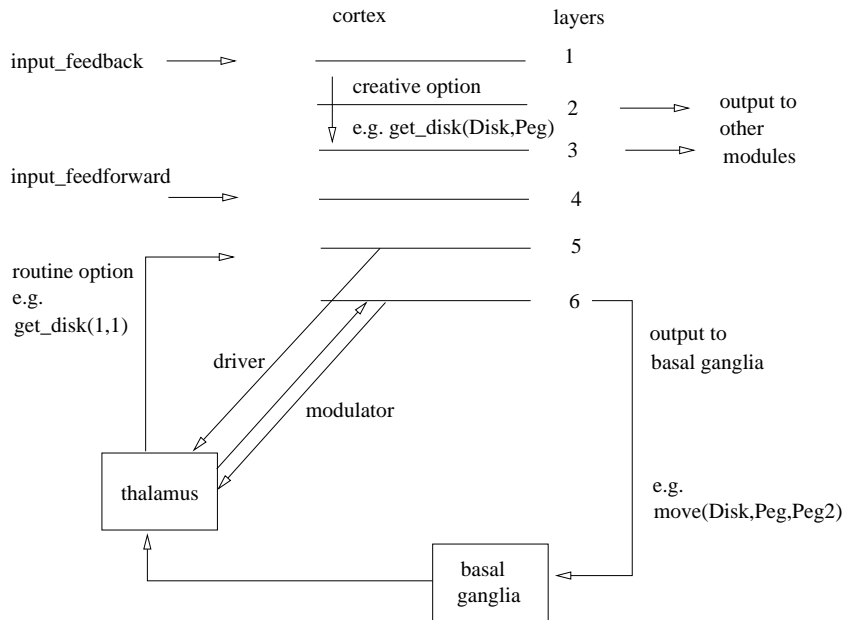 cortex
layers
input_feedback
1
creative option
2
output to
other
modules
e.g. get_disk(Disk,Peg)
3
input_feedforward
4
5
routine option
e.g.
get_disk(1,1)
6
output to
basal ganglia
driver
modulator
thalamus
e.g.
move(Disk,Peg,Peg2)
basal
ganglia